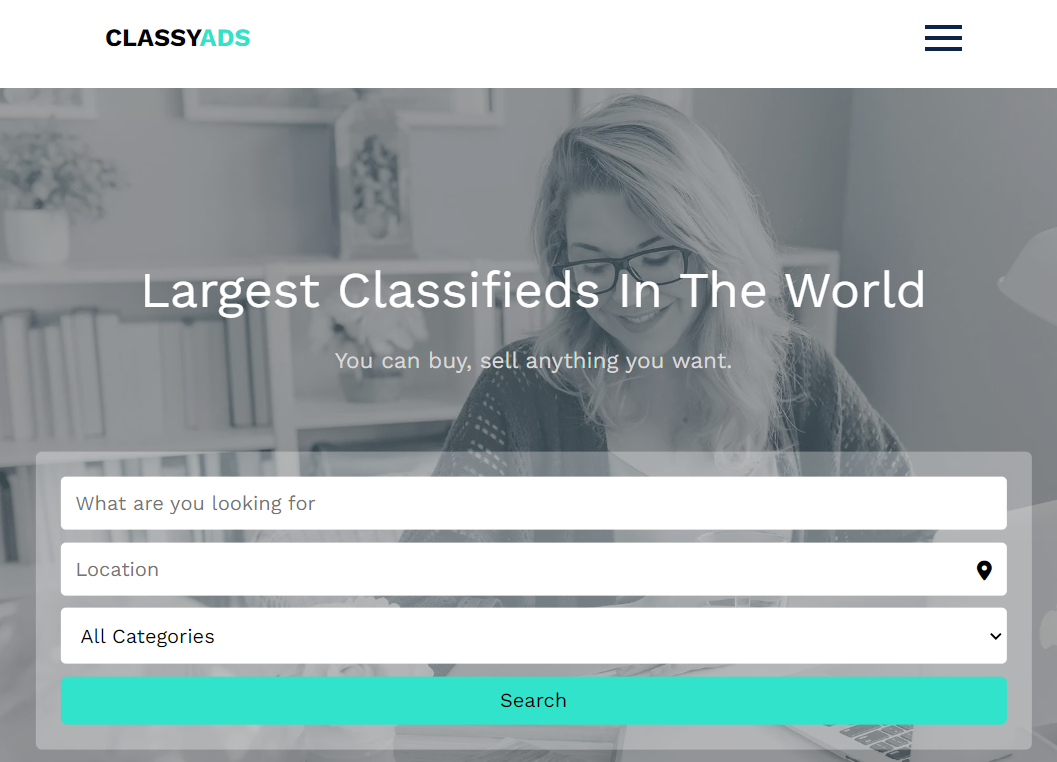 CLASSYADS
Largest Classifieds In The World
You can buy, sell anything you want.
What are you looking for
Location
All Categories
Search